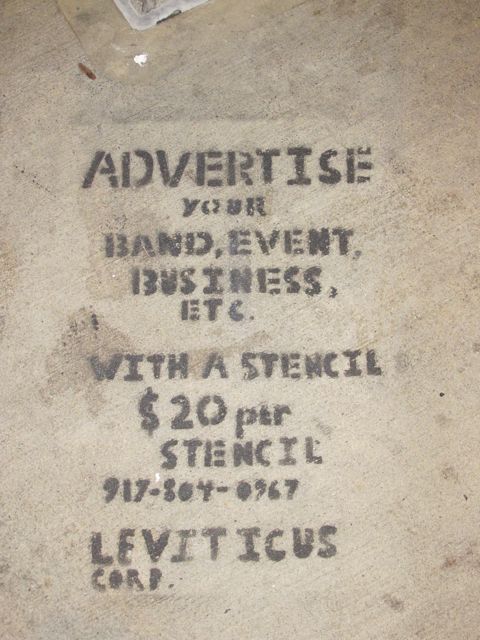 ADVERTISE
YOUR
BAND, EVENT,
BUSINESS,
ETC.
WITH A STENCIL
$20 per
STENCIL
917-804-0967
LEVITICUS
CORP.